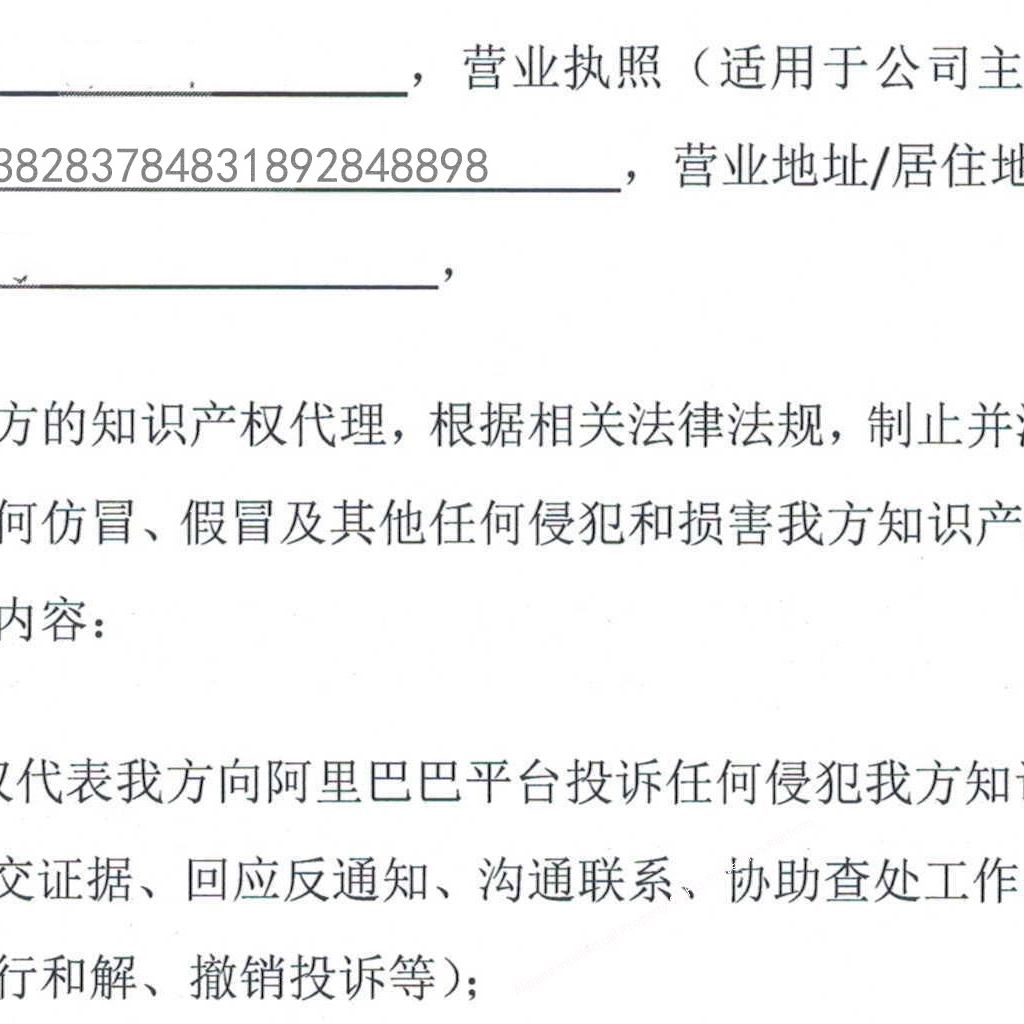 ，营业执照（适用于公司主
38283784831892848898，营业地址/居住地
，
方的知识产权代理，根据相关法律法规，制止并
何仿冒、假冒及其他任何侵犯和损害我方知识产
内容：
代表我方向阿里巴巴平台投诉任何侵犯我方知
交证据、回应反通知、沟通联系、协助查处工作
行和解、撤销投诉等）；